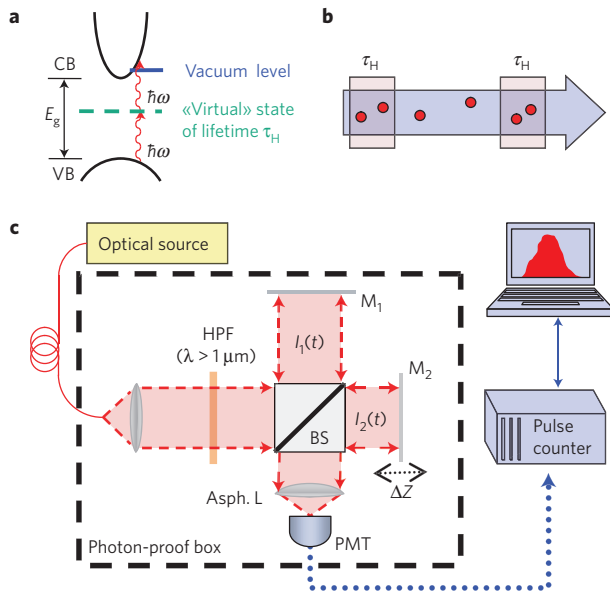 a
CB
Vacuum level
ħω
E_g
«Virtual» state
of lifetime τ_H
ħω
VB
b
τ_H
τ_H
c
Optical source
M₁
HPF
(λ > 1 μm)
I₁(t)
M₂
I₂(t)
BS
ΔZ
Asph. L
Photon-proof box
PMT
Pulse
counter